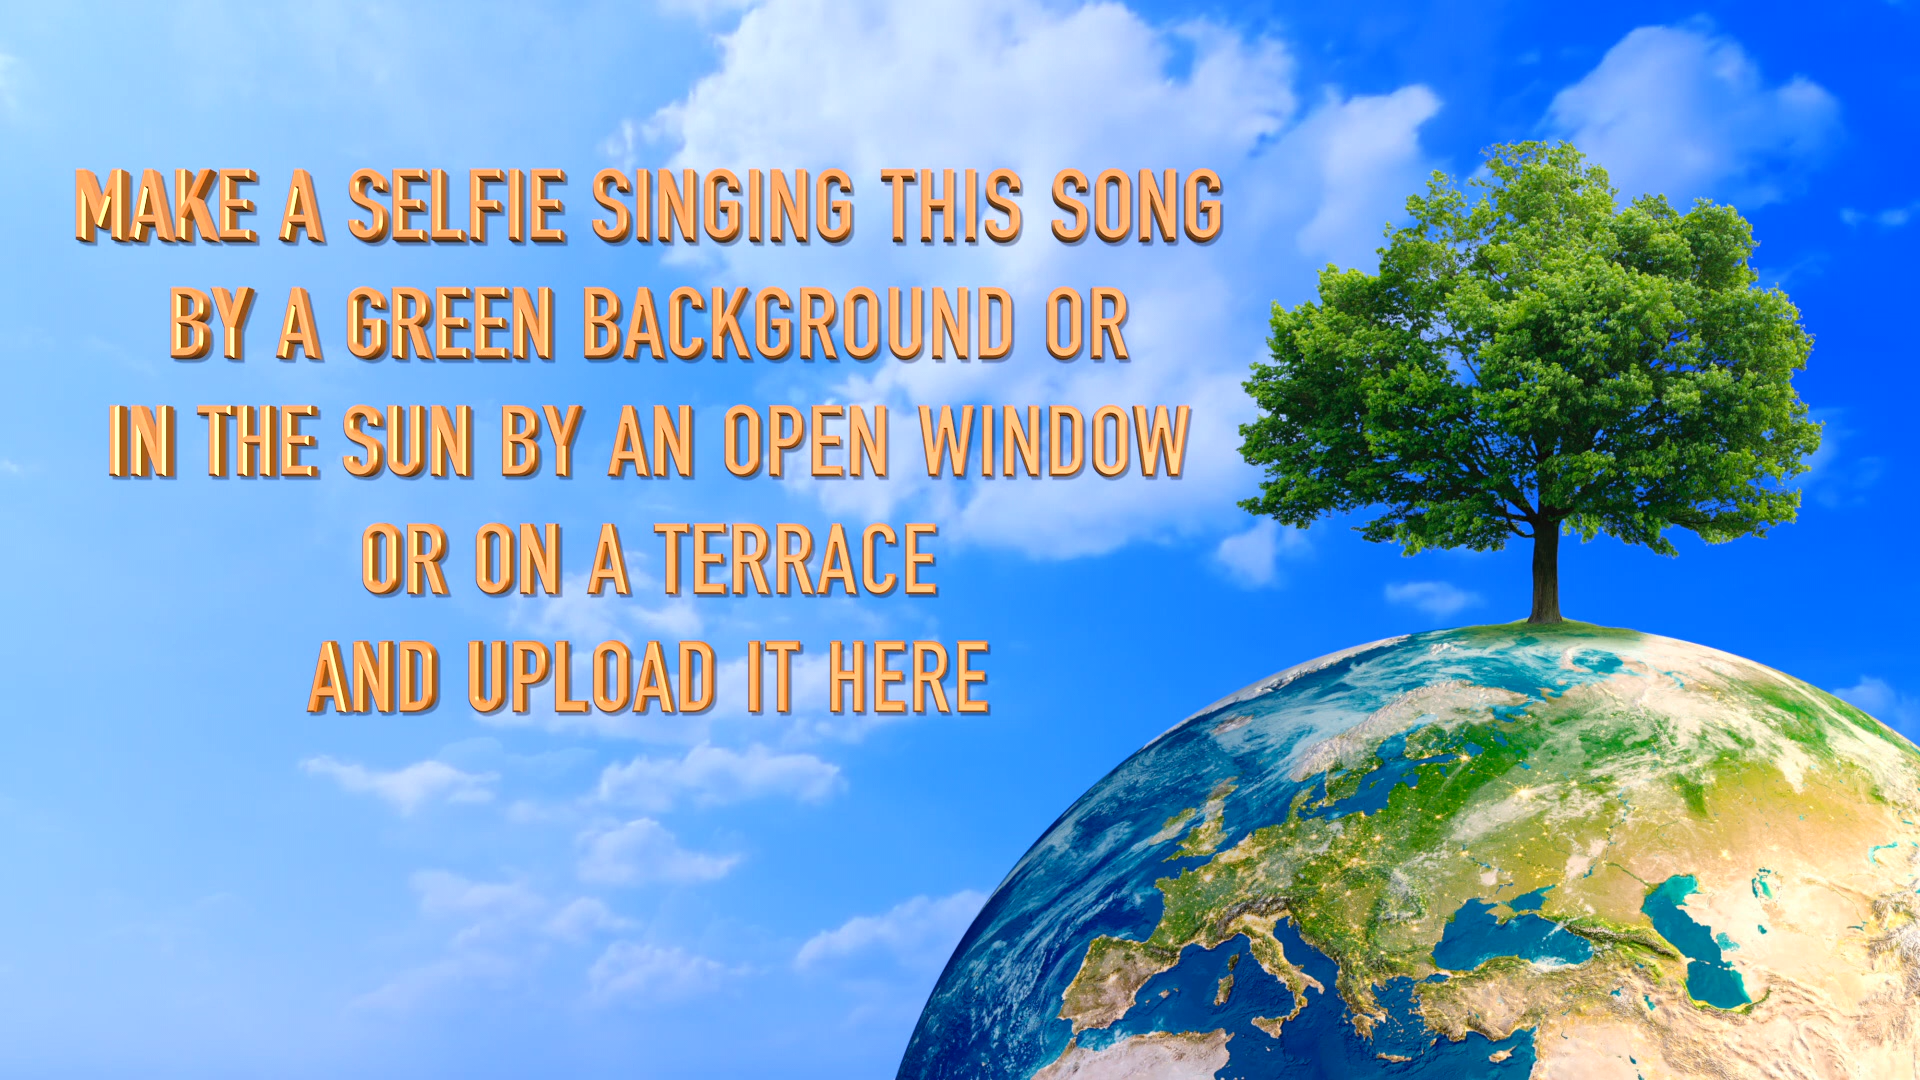 MAKE A SELFIE SINGING THIS SONG
BY A GREEN BACKGROUND OR
IN THE SUN BY AN OPEN WINDOW
OR ON A TERRACE
AND UPLOAD IT HERE